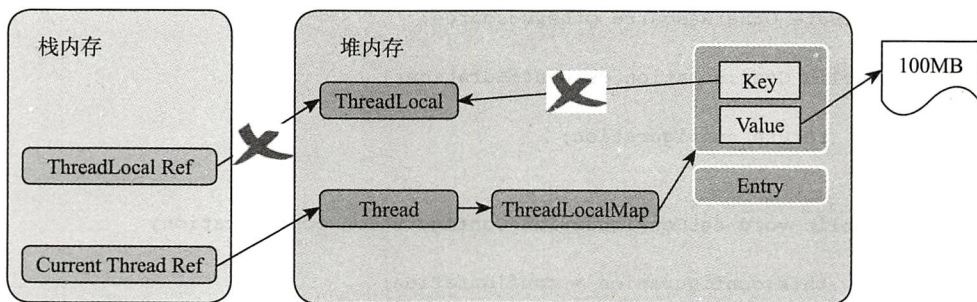 栈内存
堆内存
ThreadLocal
Key
100MB
Value
ThreadLocal Ref
Entry
Thread
ThreadLocalMap
Current Thread Ref